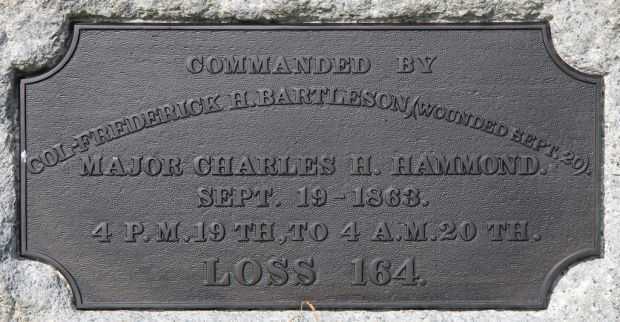 COMMANDED BY
COL. FREDERICK H. BARTLESON, (WOUNDED SEPT. 20).
MAJOR CHARLES H. HAMMOND.
SEPT. 19-1863.
4 P.M. 19 TH, TO 4 A.M. 20 TH.
LOSS 164.